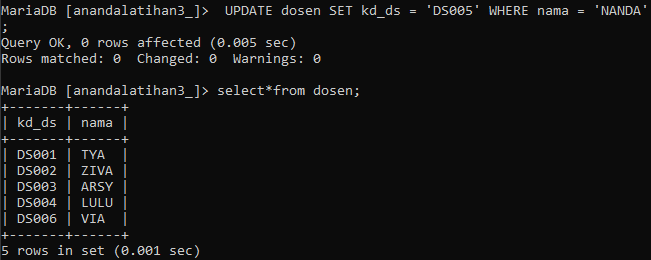 MariaDB [anandalatihan3_]>  UPDATE dosen SET kd_ds = 'DS005' WHERE nama = 'NANDA'
;
Query OK, 0 rows affected (0.005 sec)
Rows matched: 0  Changed: 0  Warnings: 0

MariaDB [anandalatihan3_]> select*from dosen;
+-------+------+
| kd_ds | nama |
+-------+------+
| DS001 | TYA  |
| DS002 | ZIVA |
| DS003 | ARSY |
| DS004 | LULU |
| DS006 | VIA  |
+-------+------+
5 rows in set (0.001 sec)